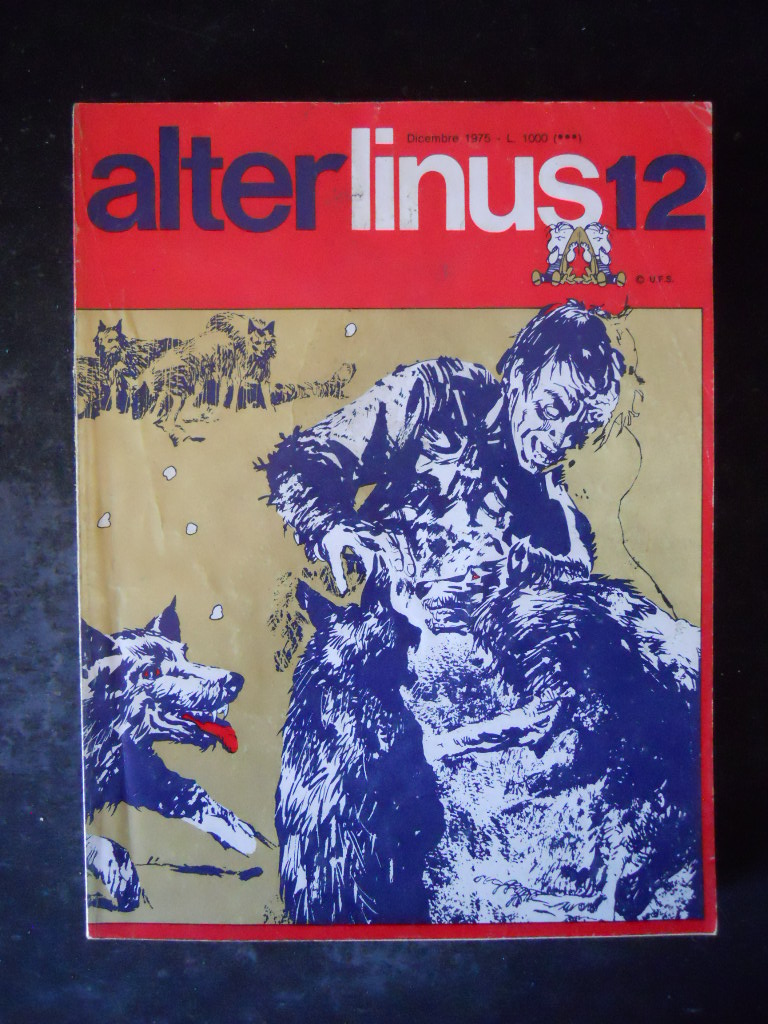 Dicembre 1975 - L. 1000 (***)
alterlinus12
© U.F.S.